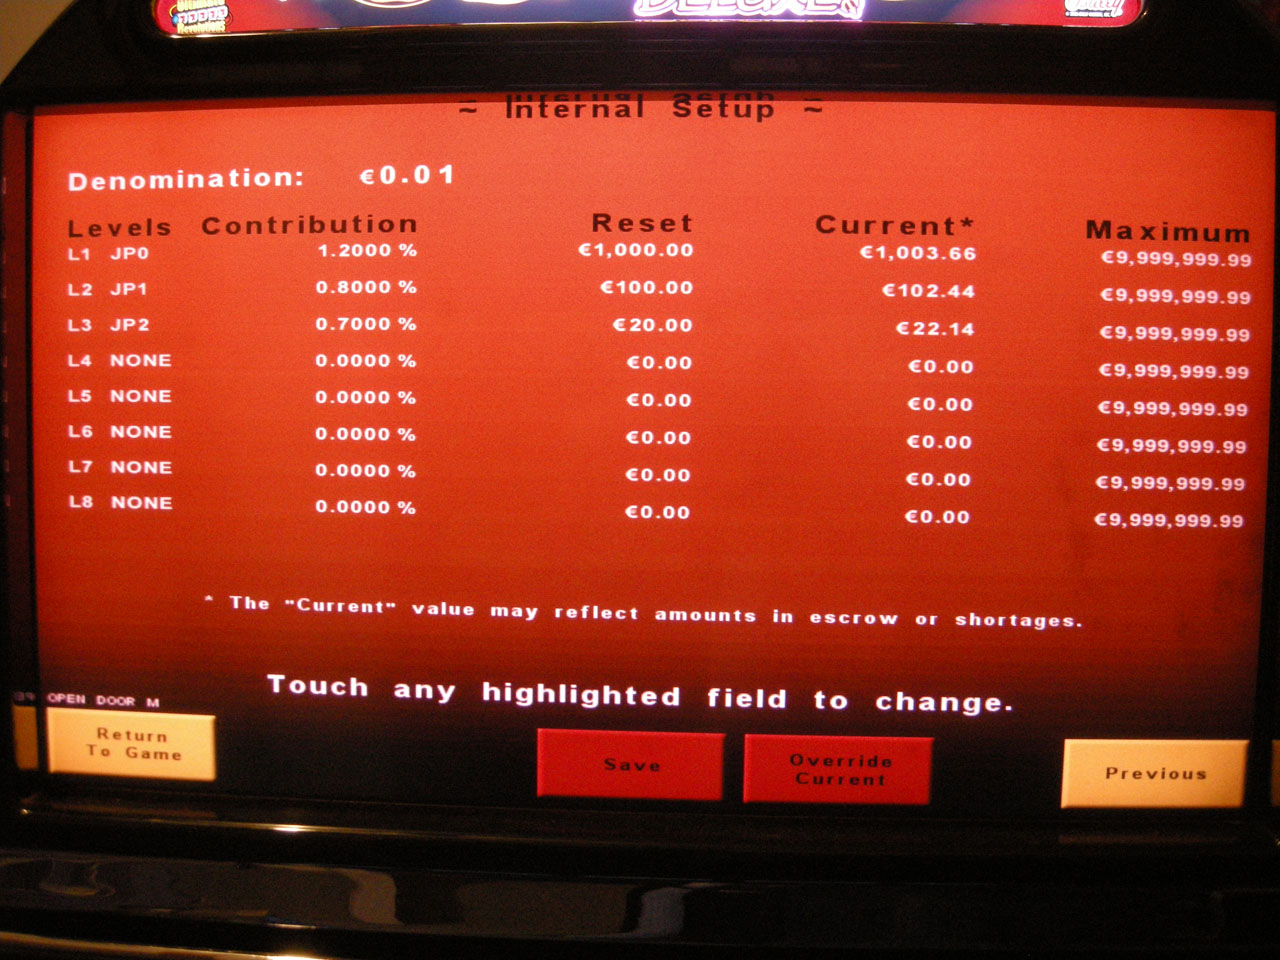 Ultimate
Revolutions
DELUXE
Bally
~ Internal Setup ~
Denomination: €0.01
Levels Contribution Reset Current* Maximum
L1 JP0 1.2000 % €1,000.00 €1,003.66 €9,999,999.99
L2 JP1 0.8000 % €100.00 €102.44 €9,999,999.99
L3 JP2 0.7000 % €20.00 €22.14 €9,999,999.99
L4 NONE 0.0000 % €0.00 €0.00 €9,999,999.99
L5 NONE 0.0000 % €0.00 €0.00 €9,999,999.99
L6 NONE 0.0000 % €0.00 €0.00 €9,999,999.99
L7 NONE 0.0000 % €0.00 €0.00 €9,999,999.99
L8 NONE 0.0000 % €0.00 €0.00 €9,999,999.99
* The "Current" value may reflect amounts in escrow or shortages.
Touch any highlighted field to change.
OPEN DOOR M
Return
To Game
Save
Override
Current
Previous